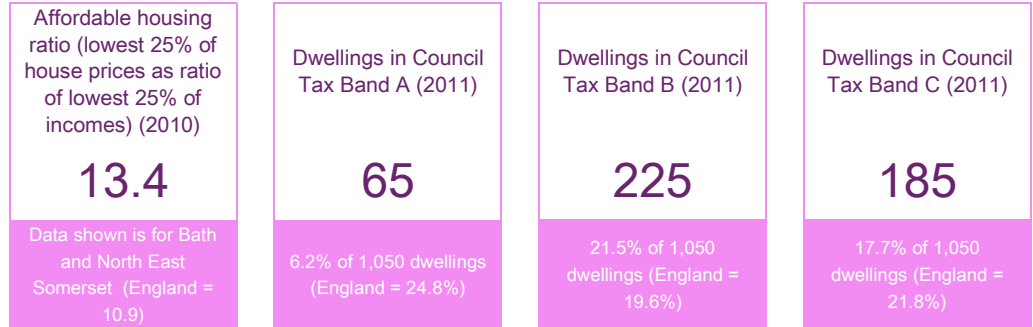 Affordable housing
ratio (lowest 25% of
house prices as ratio
of lowest 25% of
incomes) (2010)
13.4
Data shown is for Bath
and North East
Somerset (England =
10.9)
Dwellings in Council
Tax Band A (2011)
65
6.2% of 1,050 dwellings
(England = 24.8%)
Dwellings in Council
Tax Band B (2011)
225
21.5% of 1,050
dwellings (England =
19.6%)
Dwellings in Council
Tax Band C (2011)
185
17.7% of 1,050
dwellings (England =
21.8%)